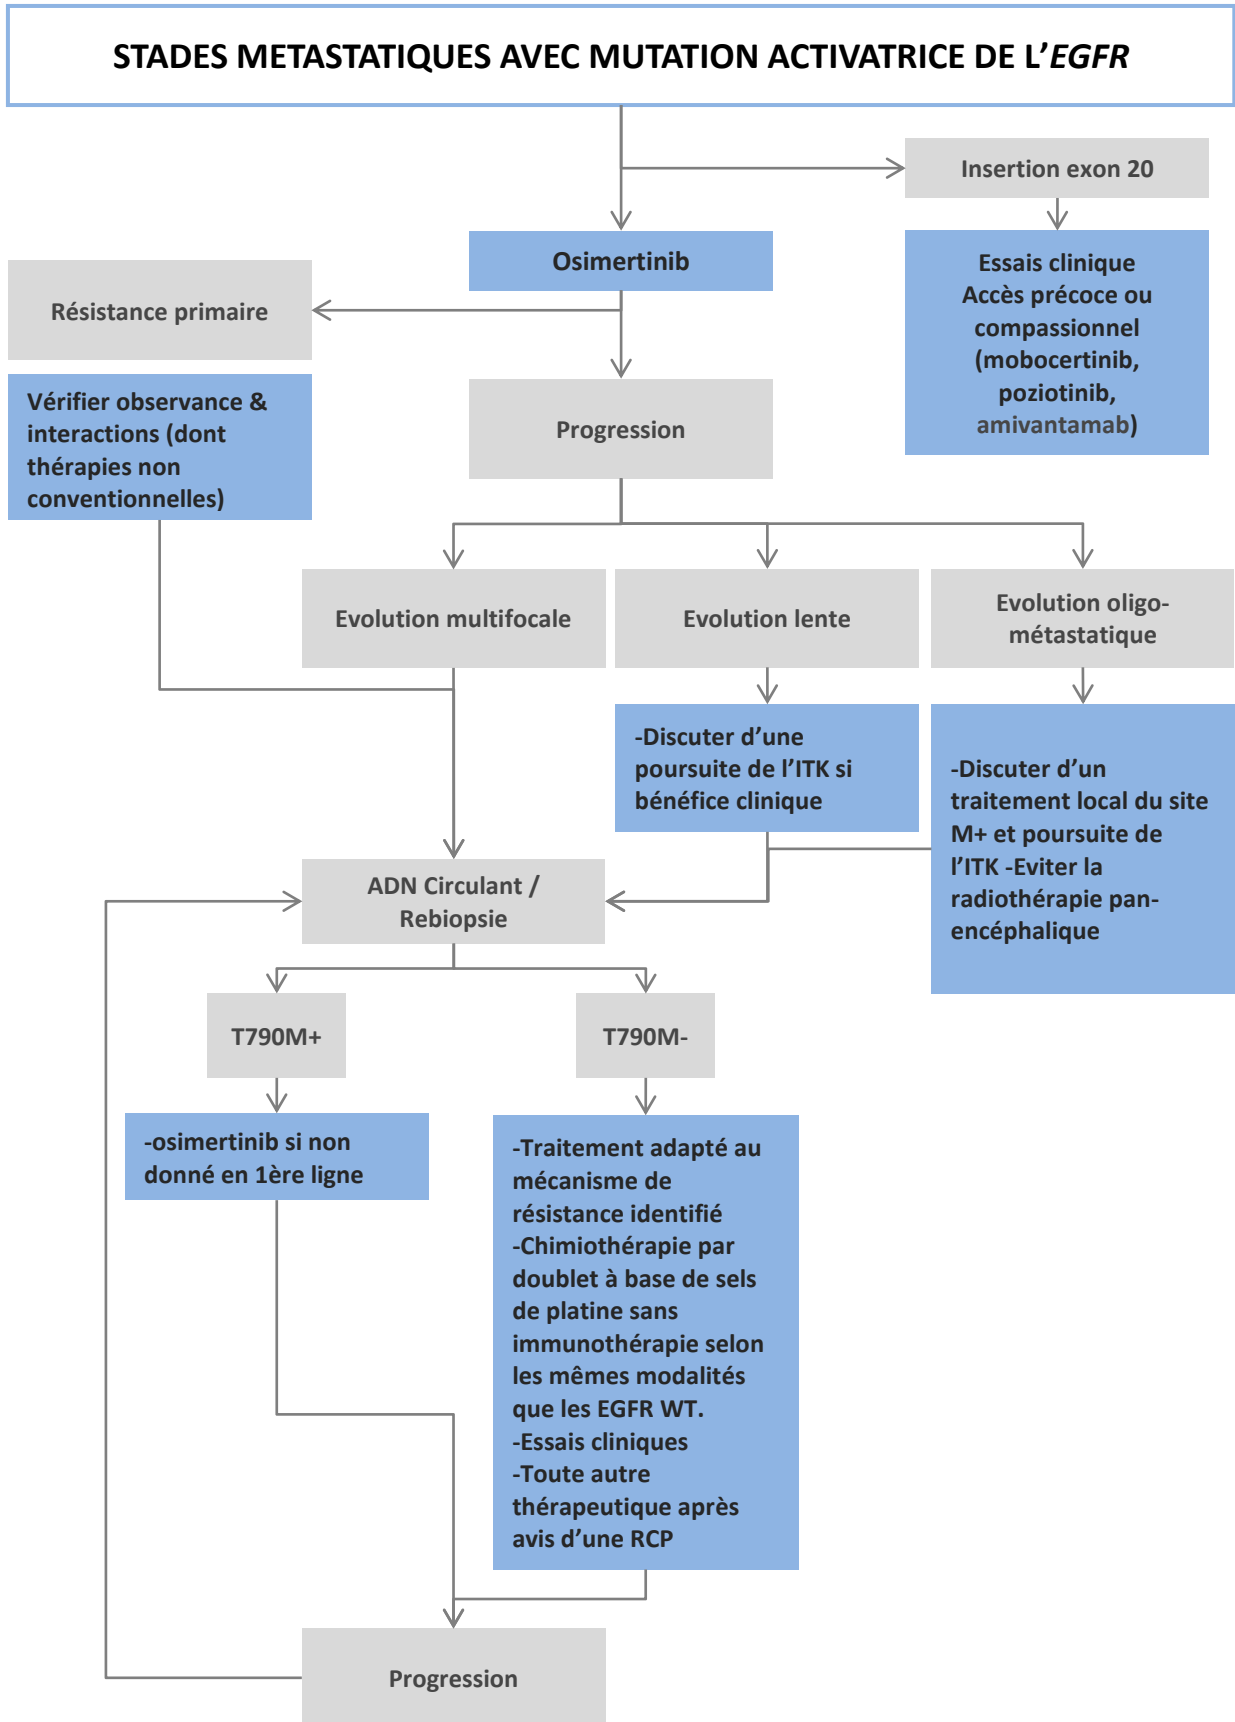 STADES METASTATIQUES AVEC MUTATION ACTIVATRICE DE L’EGFR
Insertion exon 20
Osimertinib
Essais clinique
Accès précoce ou
compassionnel
(mobocertinib,
poziotinib,
amivantamab)
Résistance primaire
Vérifier observance &
interactions (dont
thérapies non
conventionnelles)
Progression
Evolution multifocale
Evolution lente
Evolution oligo-
métastatique
-Discuter d’une
poursuite de l’ITK si
bénéfice clinique
-Discuter d’un
traitement local du site
M+ et poursuite de
l’ITK -Eviter la
radiothérapie pan-
encéphalique
ADN Circulant /
Rebiopsie
T790M+
T790M-
-osimertinib si non
donné en 1ère ligne
-Traitement adapté au
mécanisme de
résistance identifié
-Chimiothérapie par
doublet à base de sels
de platine sans
immunothérapie selon
les mêmes modalités
que les EGFR WT.
-Essais cliniques
-Toute autre
thérapeutique après
avis d’une RCP
Progression